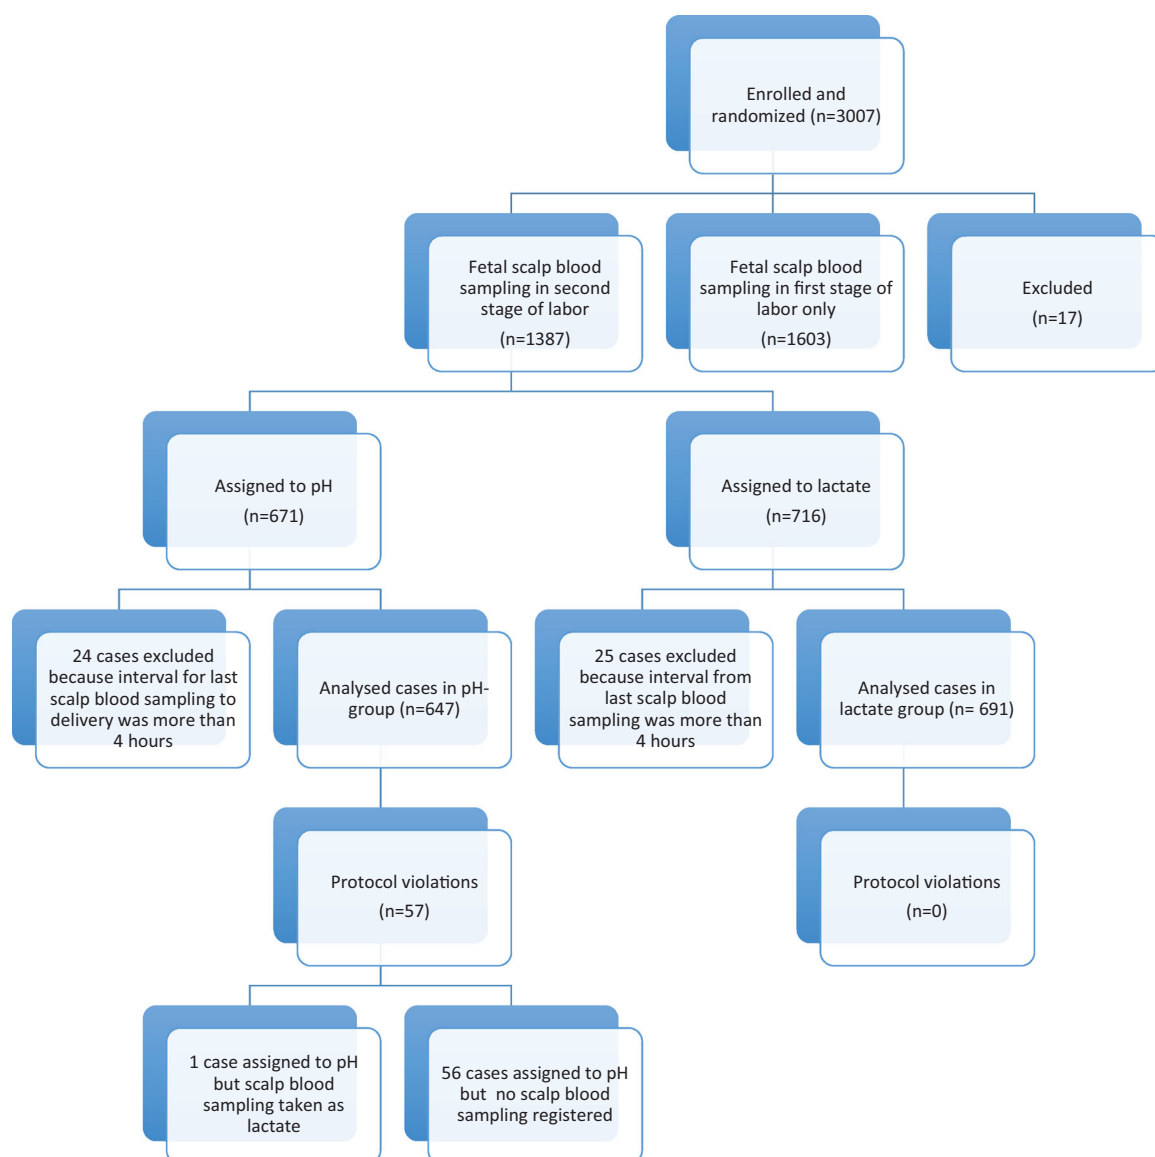 Enrolled and
randomized (n=3007)
Fetal scalp blood
sampling in second
stage of labor
(n=1387)
Fetal scalp blood
sampling in first stage of
labor only
(n=1603)
Excluded
(n=17)
Assigned to pH
(n=671)
Assigned to lactate
(n=716)
24 cases excluded
because interval for last
scalp blood sampling to
delivery was more than
4 hours
Analysed cases in pH-
group (n=647)
25 cases excluded
because interval from
last scalp blood
sampling was more than
4 hours
Analysed cases in
lactate group (n= 691)
Protocol violations
(n=57)
Protocol violations
(n=0)
1 case assigned to pH
but scalp blood
sampling taken as
lactate
56 cases assigned to pH
but  no scalp blood
sampling registered